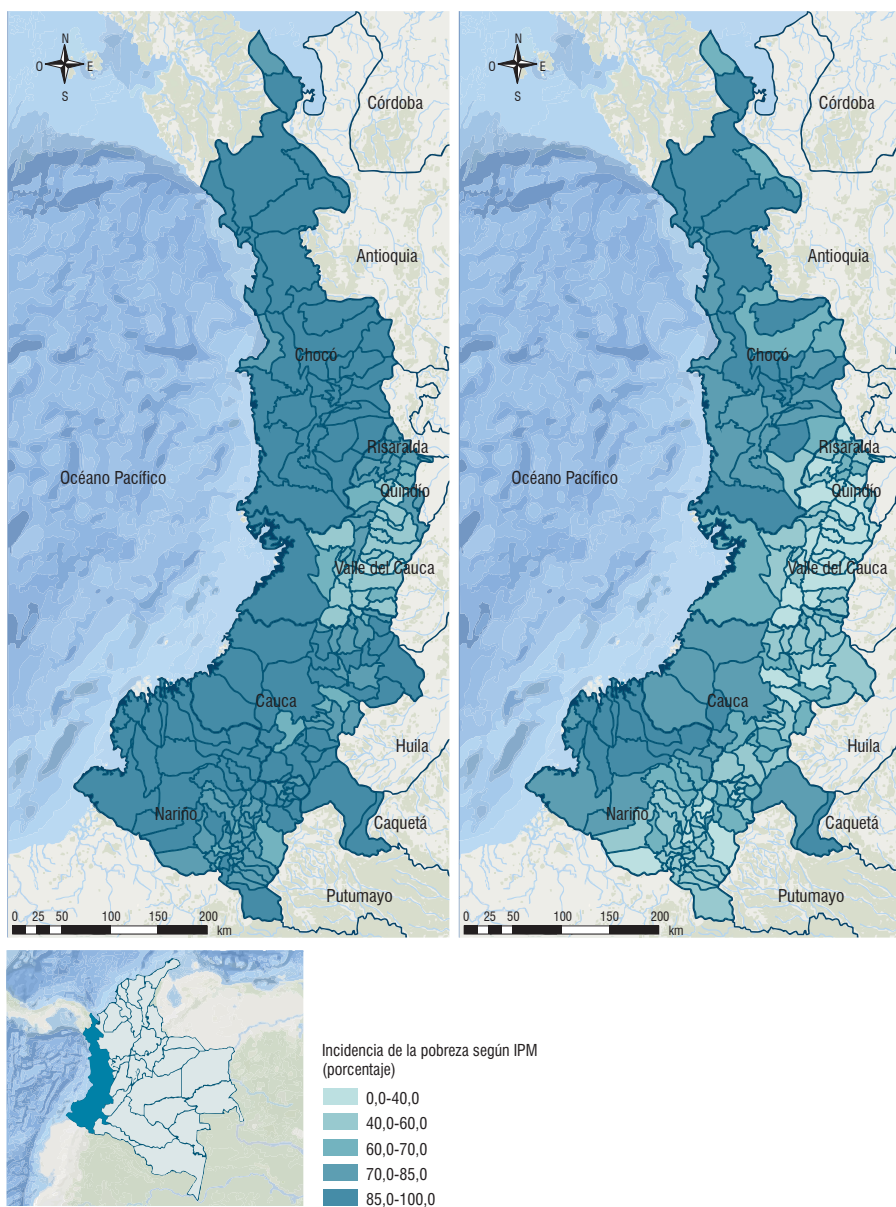 N
O E
S
Córdoba
Antioquia
Chocó
Risaralda
Quindío
Océano Pacífico
Valle del Cauca
Cauca
Huila
Nariño
Caquetá
Putumayo
0 25 50 100 150 200
km
N
O E
S
Córdoba
Antioquia
Chocó
Risaralda
Quindío
Océano Pacífico
Valle del Cauca
Cauca
Huila
Nariño
Caquetá
Putumayo
0 25 50 100 150 200
km
Incidencia de la pobreza según IPM
(porcentaje)
0,0-40,0
40,0-60,0
60,0-70,0
70,0-85,0
85,0-100,0